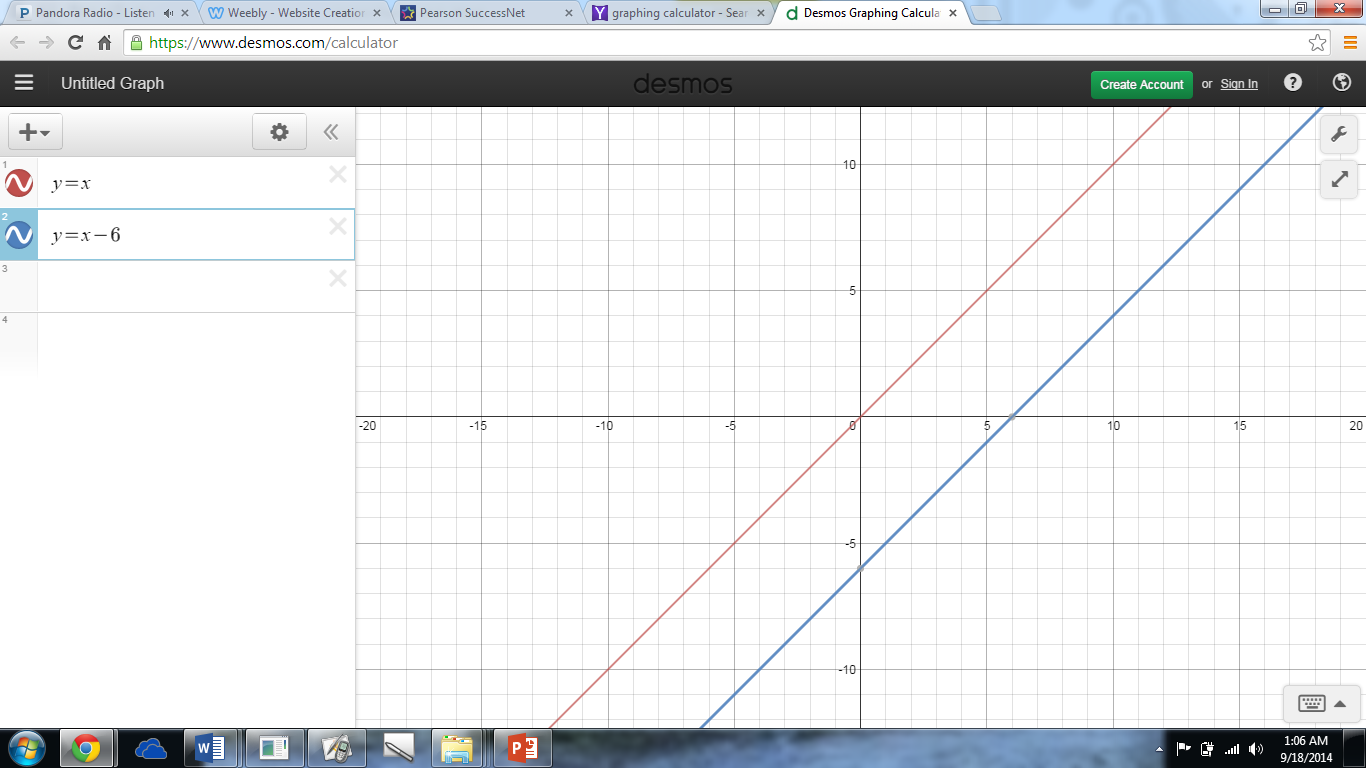 Pandora Radio - Listen
Weebly - Website Creation
Pearson SuccessNet
graphing calculator - Sear
Desmos Graphing Calcula
https://www.desmos.com/calculator
Untitled Graph
desmos
Create Account
or
Sign In
?
1
y=x
2
y=x−6
3
4
10
5
-20
-15
-10
-5
0
5
10
15
20
-5
-10
1:06 AM
9/18/2014